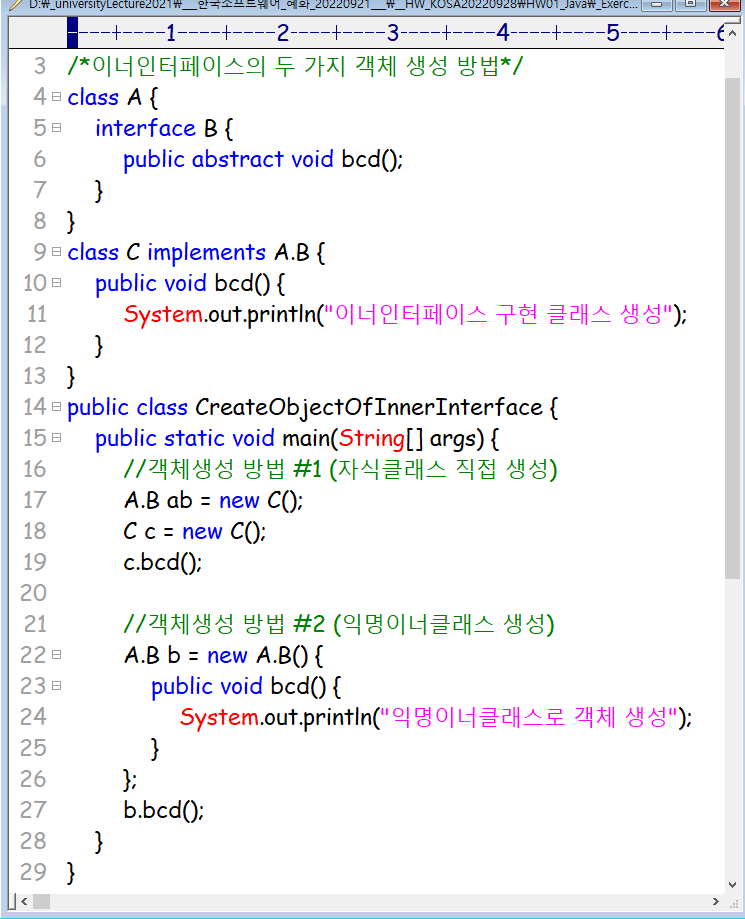 D:₩_universityLecture2021₩___한국소프트웨어_예화_20220921___₩__HW_KOSA20220928₩HW01_Java₩_Exerc...
----+----1----+----2----+----3----+----4----+----5----+----6
3 /*이너인터페이스의 두 가지 객체 생성 방법*/
4 class A {
5 interface B {
6 public abstract void bcd();
7 }
8 }
9 class C implements A.B {
10 public void bcd() {
11 System.out.println("이너인터페이스 구현 클래스 생성");
12 }
13 }
14 public class CreateObjectOfInnerInterface {
15 public static void main(String[] args) {
16 //객체생성 방법 #1 (자식클래스 직접 생성)
17 A.B ab = new C();
18 C c = new C();
19 c.bcd();
20
21 //객체생성 방법 #2 (익명이너클래스 생성)
22 A.B b = new A.B() {
23 public void bcd() {
24 System.out.println("익명이너클래스로 객체 생성");
25 }
26 };
27 b.bcd();
28 }
29 }